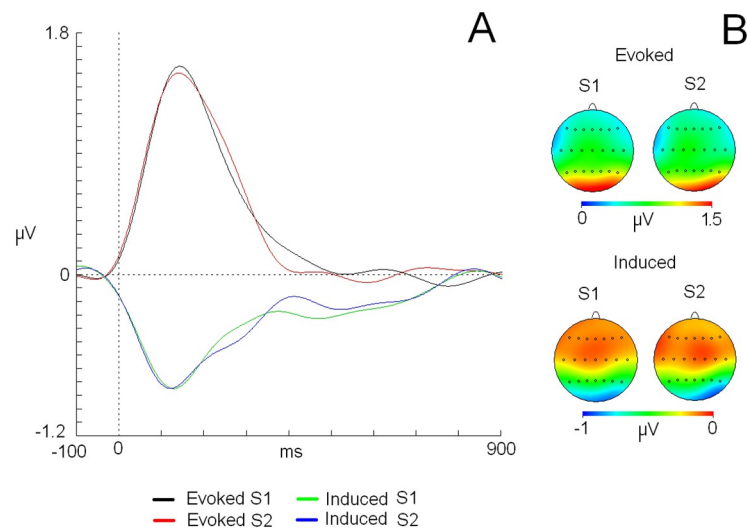 A
1.8
μV
0
-1.2
-100
0
ms
900
Evoked S1
Evoked S2
Induced S1
Induced S2
B
Evoked
S1 S2
0 μV 1.5
Induced
S1 S2
-1 μV 0